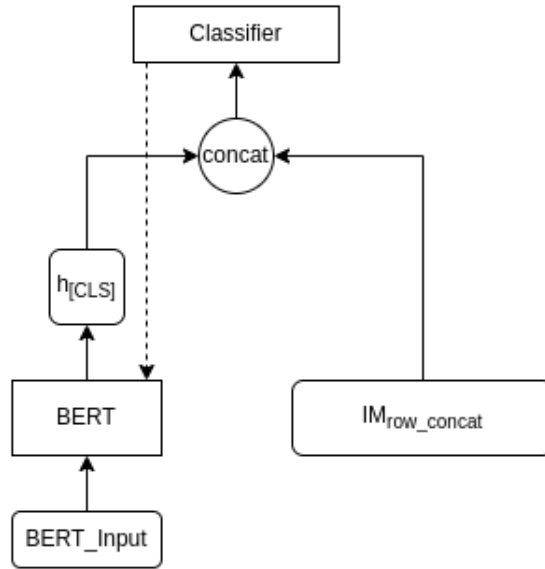 Classifier
concat
h[CLS]
BERT
IMrow_concat
BERT_Input